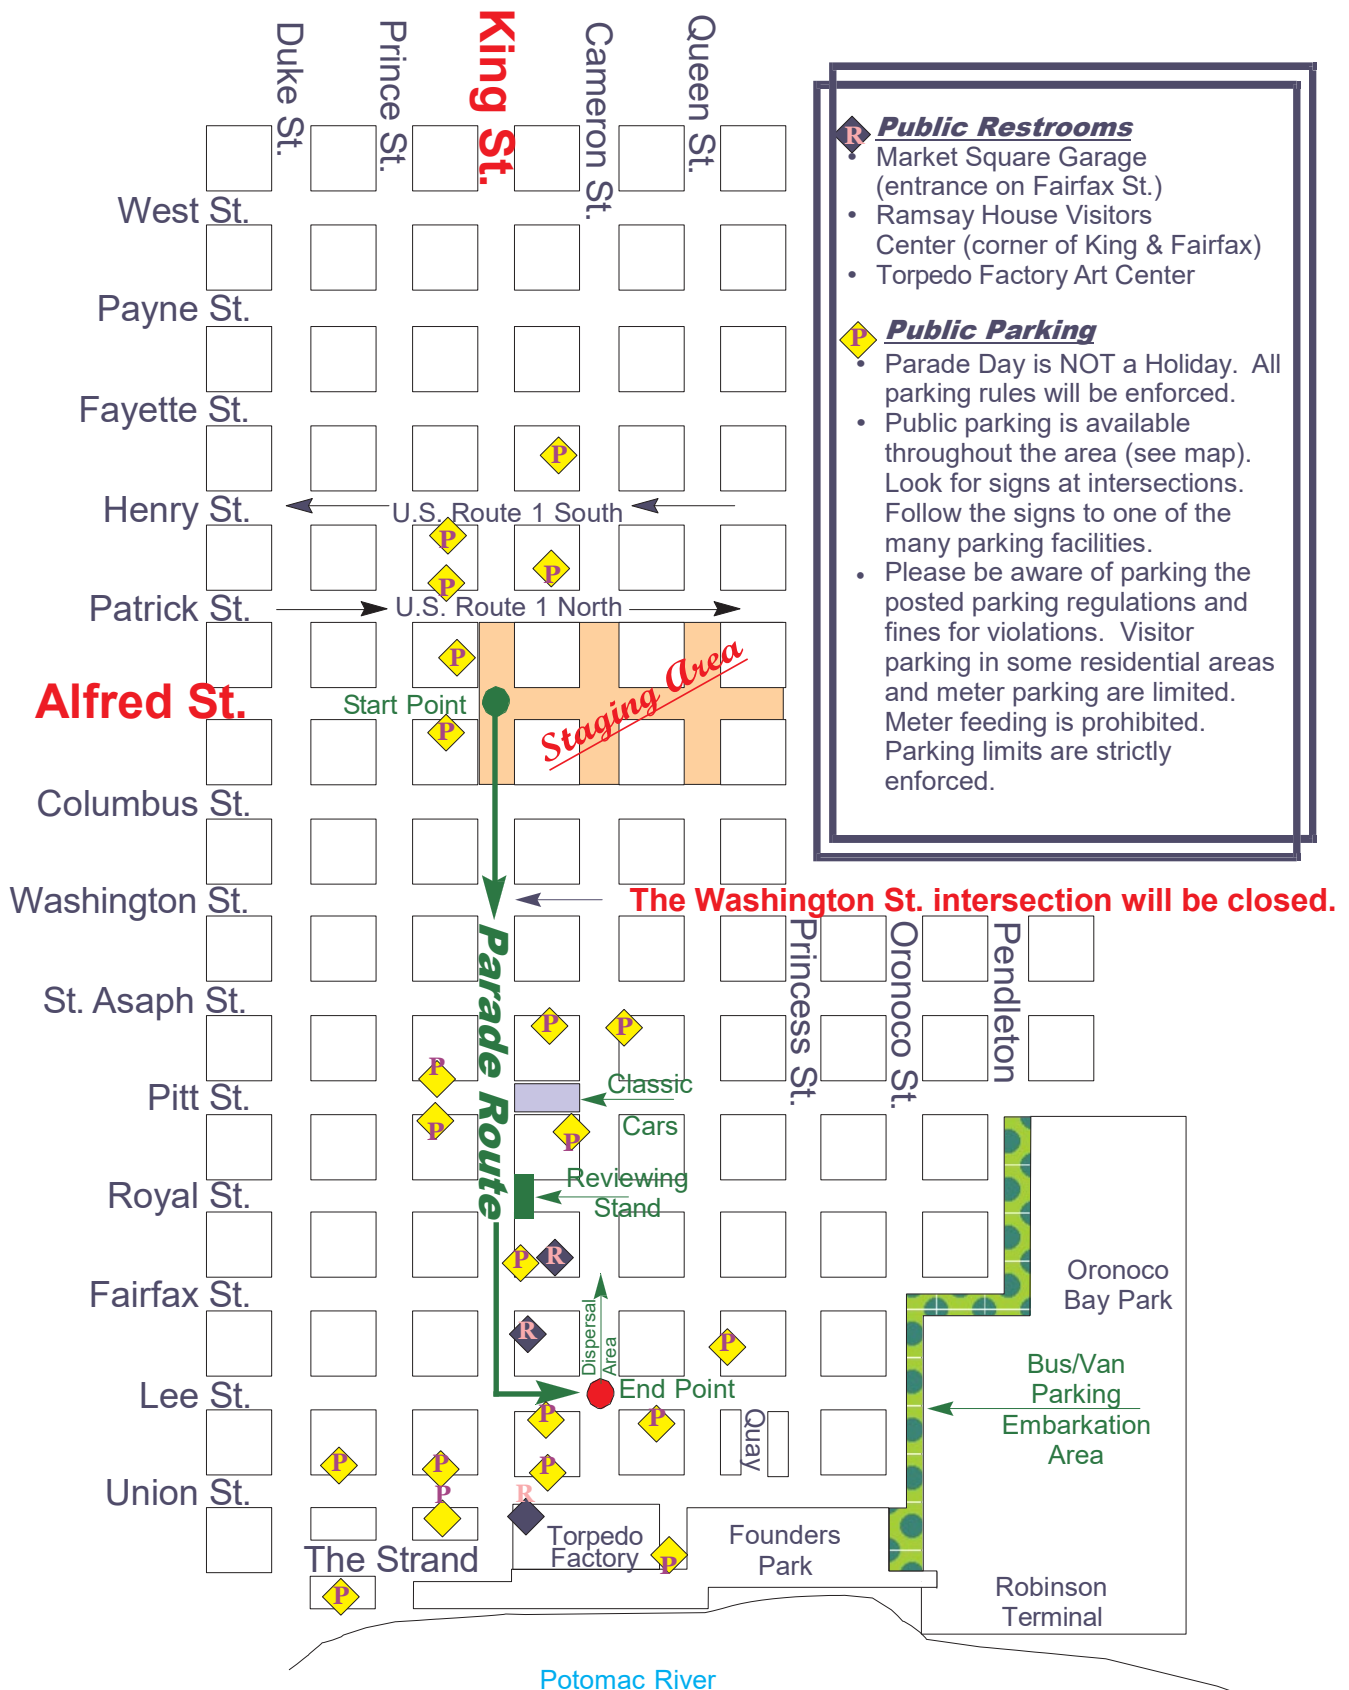 Duke St.
Prince St.
King St.
Cameron St.
Queen St.
R
Public Restrooms
• Market Square Garage
(entrance on Fairfax St.)
• Ramsay House Visitors
Center (corner of King & Fairfax)
• Torpedo Factory Art Center
P
Public Parking
• Parade Day is NOT a Holiday. All
parking rules will be enforced.
• Public parking is available
throughout the area (see map).
Look for signs at intersections.
Follow the signs to one of the
many parking facilities.
• Please be aware of parking the
posted parking regulations and
fines for violations. Visitor
parking in some residential areas
and meter parking are limited.
Meter feeding is prohibited.
Parking limits are strictly
enforced.
West St.
Payne St.
Fayette St.
P
Henry St.
U.S. Route 1 South
P
P
P
Patrick St.
U.S. Route 1 North
P
Staging Area
Alfred St.
Start Point
P
Columbus St.
Washington St.
The Washington St. intersection will be closed.
Parade Route
Princess St.
Oronoco St.
Pendleton
St. Asaph St.
P
P
P
Pitt St.
Classic
Cars
P
P
Royal St.
Reviewing
Stand
P
R
Fairfax St.
Oronoco
Bay Park
R
Dispersal
Area
P
Lee St.
End Point
Bus/Van
Parking
Embarkation
Area
P
P
Quay
P
P
P
Union St.
P
R
Torpedo
Factory
P
Founders
Park
The Strand
P
Robinson
Terminal
Potomac River